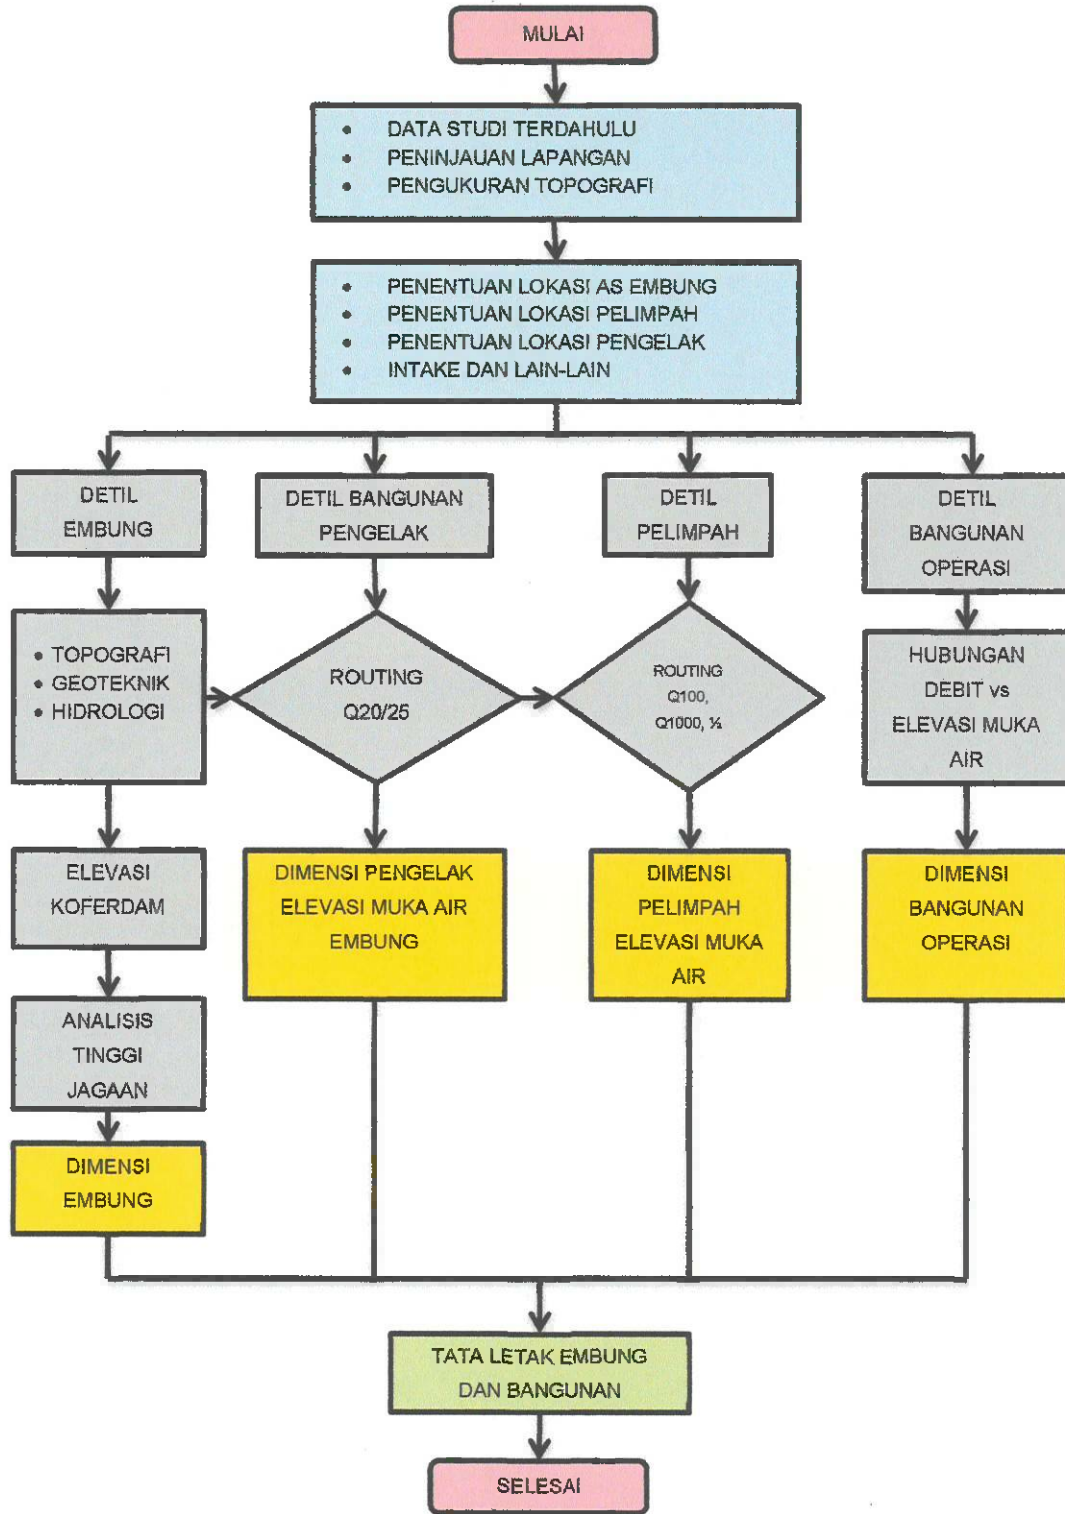 MULAI
• DATA STUDI TERDAHULU
• PENINJAUAN LAPANGAN
• PENGUKURAN TOPOGRAFI
• PENENTUAN LOKASI AS EMBUNG
• PENENTUAN LOKASI PELIMPAH
• PENENTUAN LOKASI PENGELAK
• INTAKE DAN LAIN-LAIN
DETIL
EMBUNG
DETIL BANGUNAN
PENGELAK
DETIL
PELIMPAH
DETIL
BANGUNAN
OPERASI
• TOPOGRAFI
• GEOTEKNIK
• HIDROLOGI
ROUTING
Q20/25
ROUTING
Q100,
Q1000, ½
HUBUNGAN
DEBIT vs
ELEVASI MUKA
AIR
ELEVASI
KOFERDAM
DIMENSI PENGELAK
ELEVASI MUKA AIR
EMBUNG
DIMENSI
PELIMPAH
ELEVASI MUKA
AIR
DIMENSI
BANGUNAN
OPERASI
ANALISIS
TINGGI
JAGAAN
DIMENSI
EMBUNG
TATA LETAK EMBUNG
DAN BANGUNAN
SELESAI